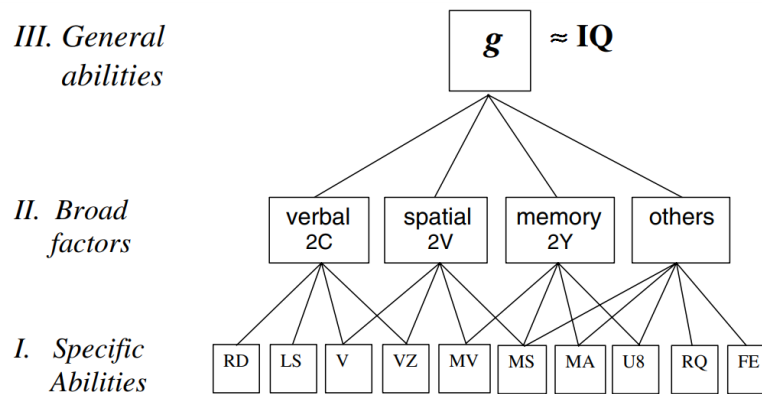 III. General
abilities
g ≈ IQ
II. Broad
factors
verbal
2C
spatial
2V
memory
2Y
others
I. Specific
Abilities
RD LS V VZ MV MS MA U8 RQ FE